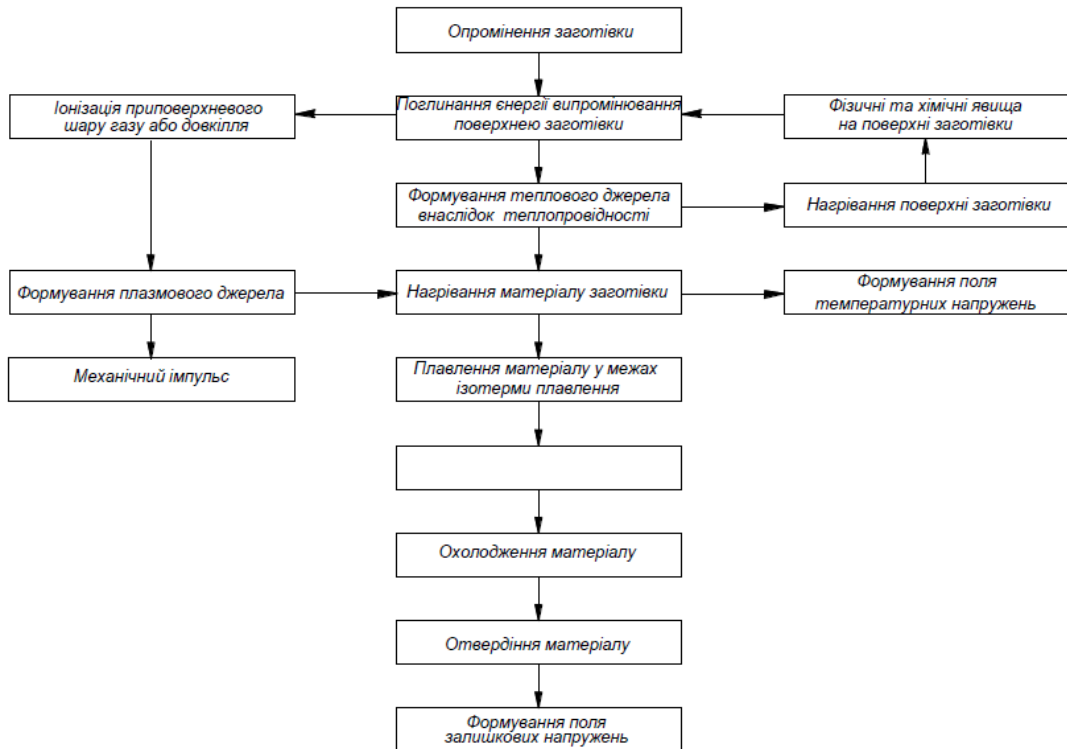 Опромінення заготівки
Іонізація приповерхневого
шару газу або довкілля
Поглинання єнергії випромінювання
поверхнею заготівки
Фізичні та хімічні явища
на поверхні заготівки
Формування теплового джерела
внаслідок теплопровідності
Нагрівання поверхні заготівки
Формування плазмового джерела
Нагрівання матеріалу заготівки
Формування поля
температурних напружень
Механічний імпульс
Плавлення матеріалу у межах
ізотерми плавлення
Охолодження матеріалу
Отвердіння матеріалу
Формування поля
залишкових напружень